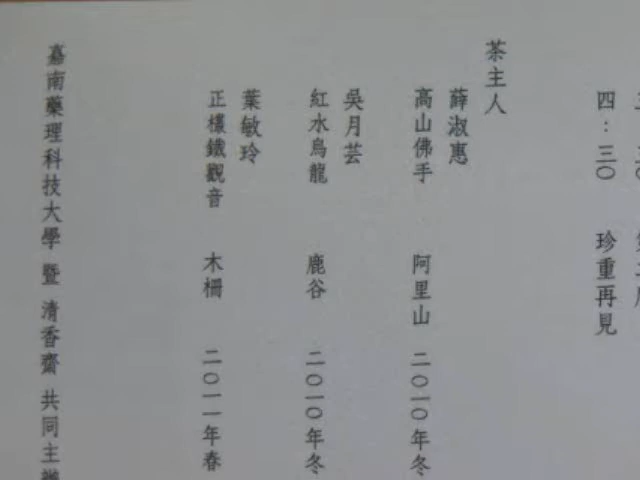 四:三〇 珍重再見
茶主人
薛淑惠
高山佛手 阿里山 二〇一〇年冬
吳月芸
紅水烏龍 鹿谷 二〇一〇年冬
葉敏玲
正欉鐵觀音 木柵 二〇一一年春
嘉南藥理科技大學 暨 清香齋 共同主辦